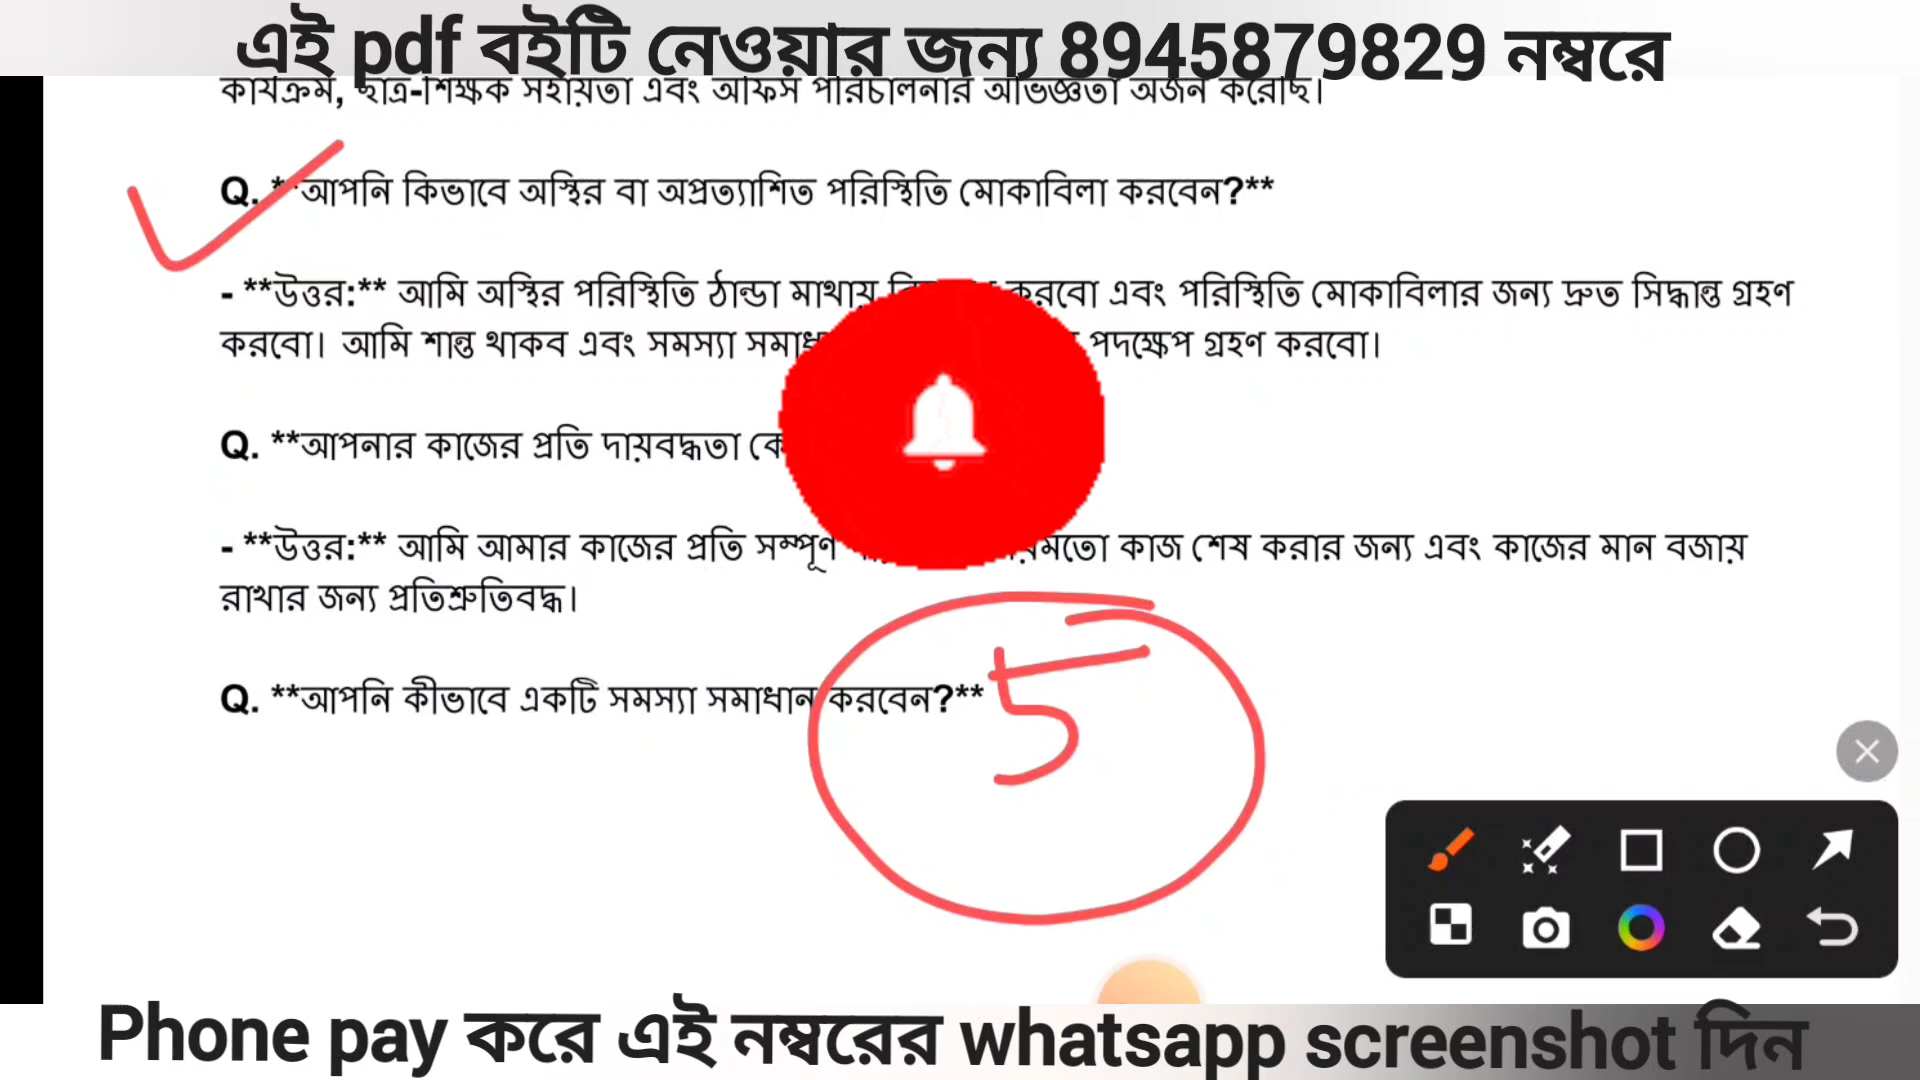 এই pdf বইটি নেওয়ার জন্য 8945879829 নম্বরে
কার্যক্রম, ছাত্র-শিক্ষক সহায়তা এবং অফিস পরিচালনার অভিজ্ঞতা অর্জন করেছি।
Q. **আপনি কিভাবে অস্থির বা অপ্রত্যাশিত পরিস্থিতি মোকাবিলা করবেন?**
- **উত্তর:** আমি অস্থির পরিস্থিতি ঠান্ডা মাথায় করবো এবং পরিস্থিতি মোকাবিলার জন্য দ্রুত সিদ্ধান্ত গ্রহণ
করবো। আমি শান্ত থাকব এবং সমস্যা পদক্ষেপ গ্রহণ করবো।
Q. **আপনার কাজের প্রতি দায়বদ্ধতা
- **উত্তর:** আমি আমার কাজের প্রতি সম্পূর্ণ কাজ শেষ করার জন্য এবং কাজের মান বজায়
রাখার জন্য প্রতিশ্রুতিবদ্ধ।
5
Q. **আপনি কীভাবে একটি সমস্যা সমাধান করবেন?**
Phone pay করে এই নম্বরের whatsapp screenshot দিন